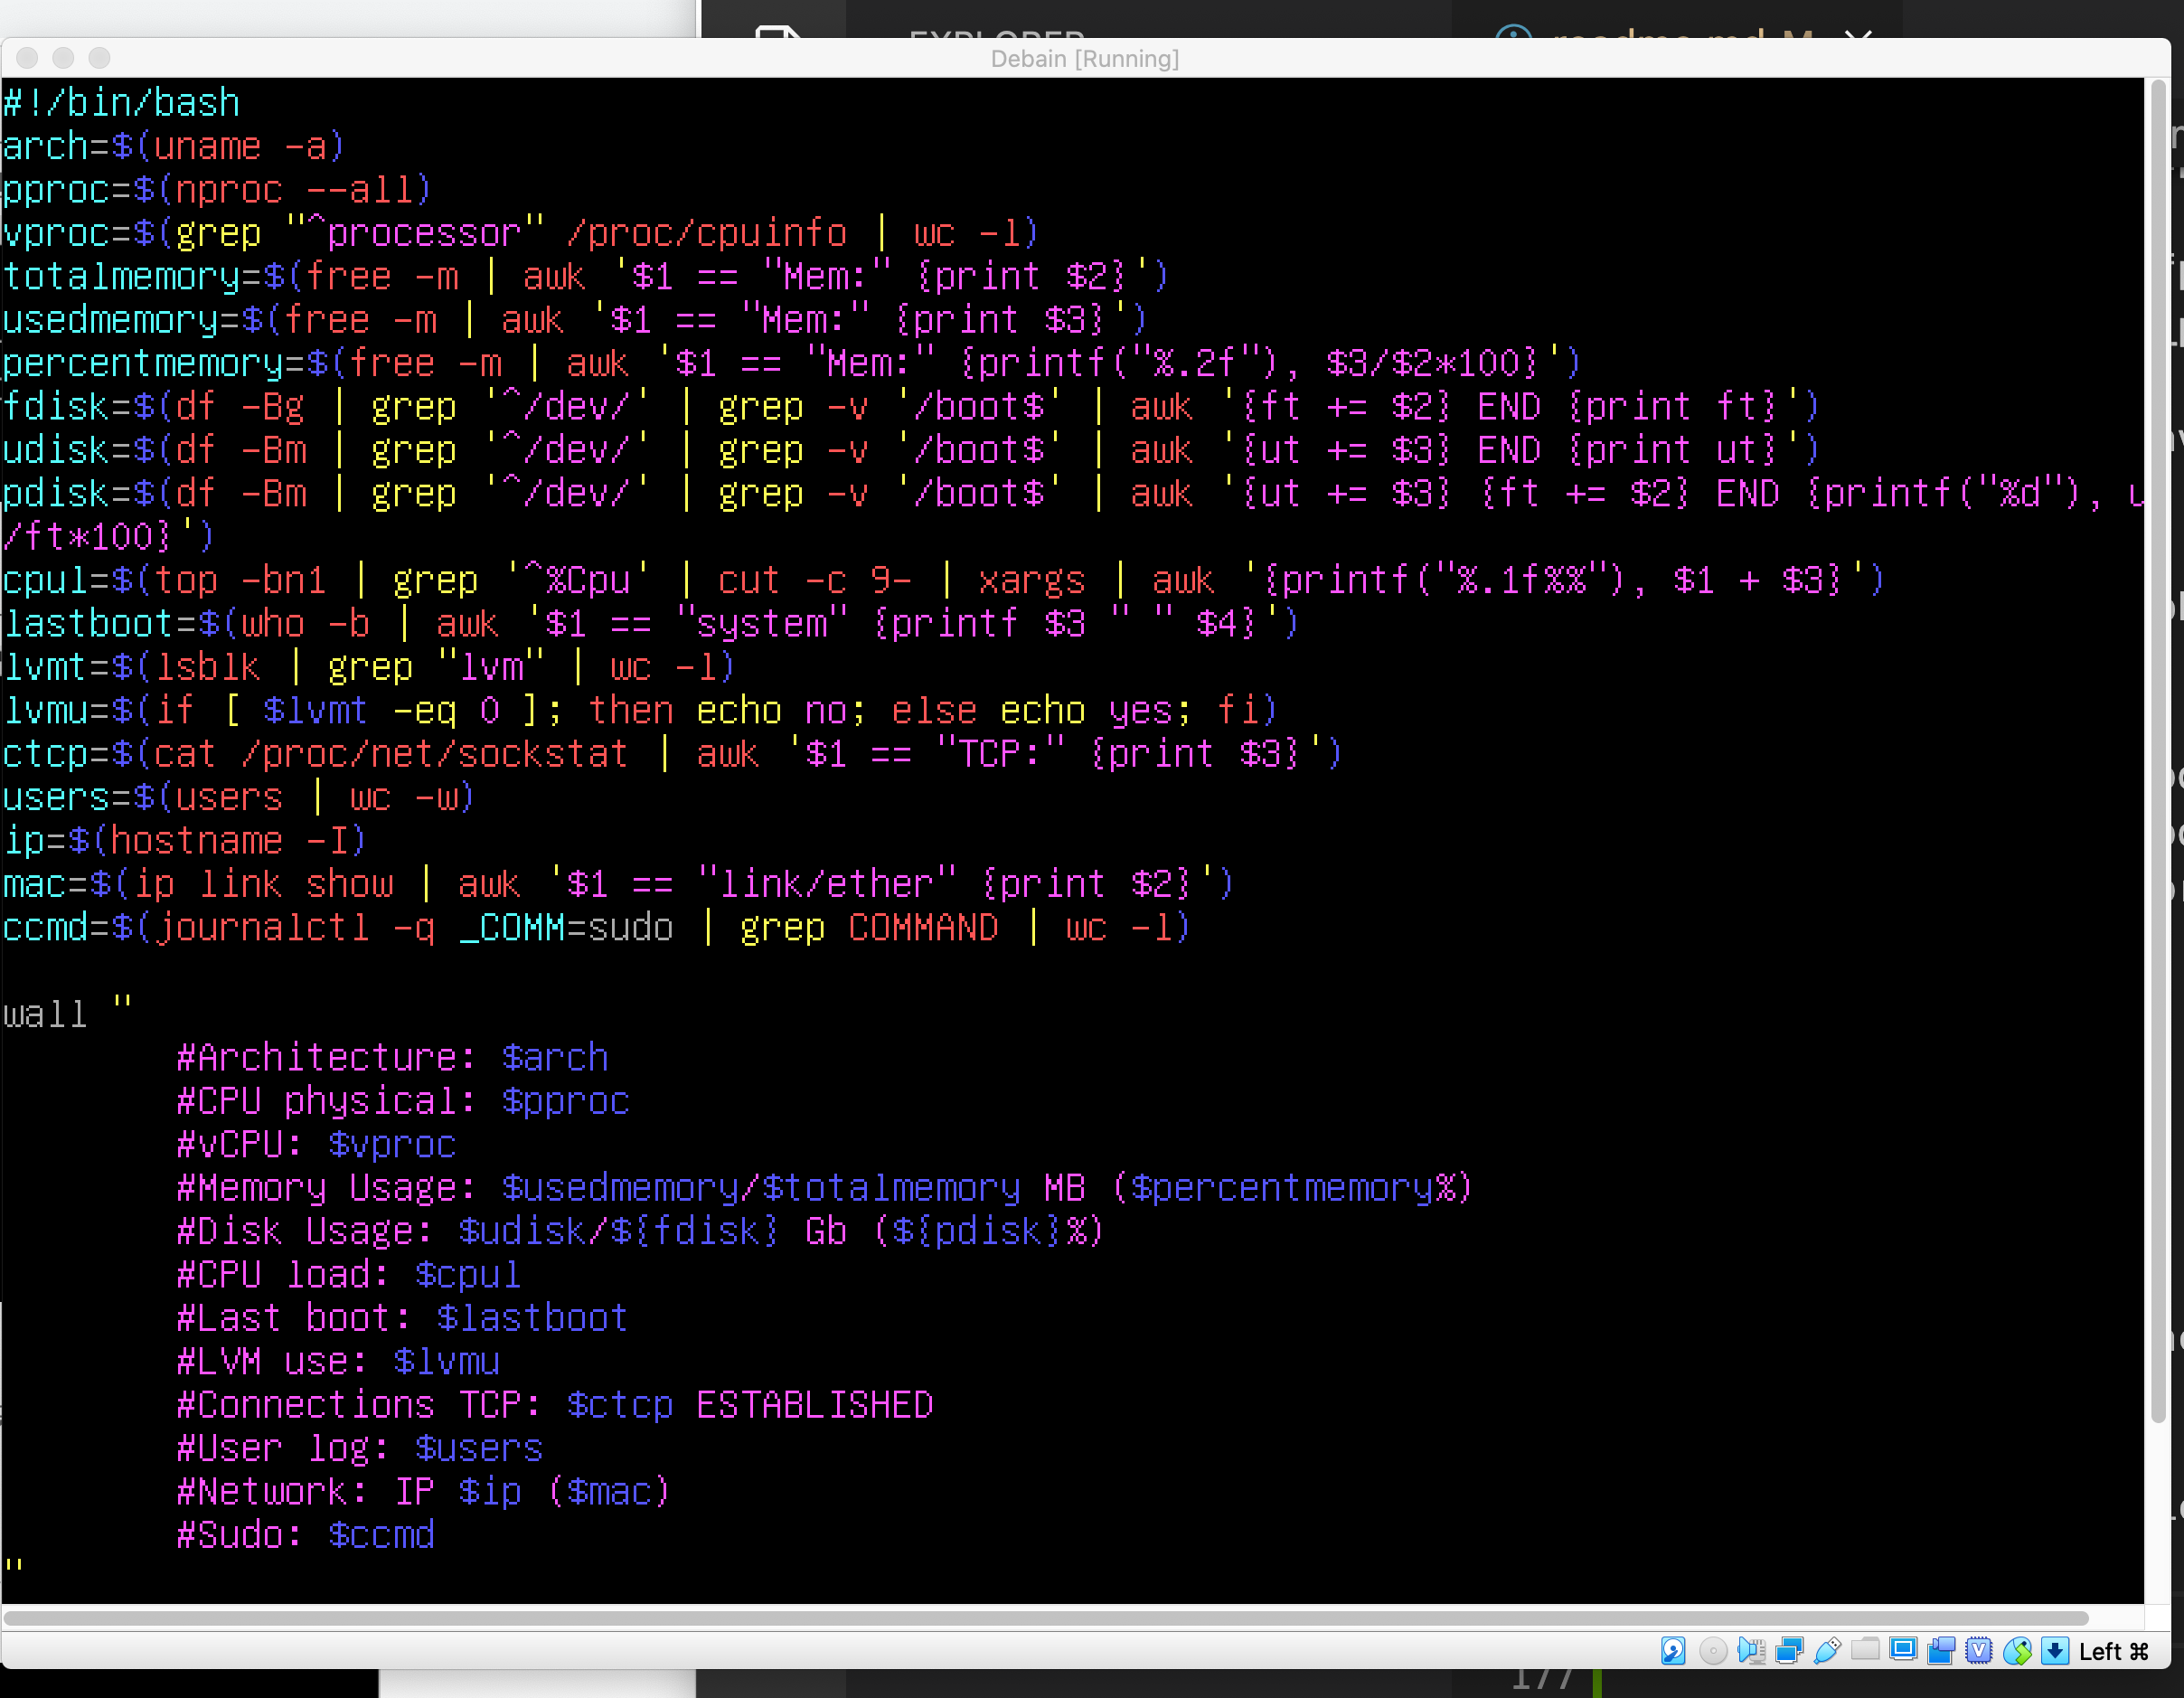 EXPLORER
readme.md M
Debain [Running]
#!/bin/bash
arch=$(uname -a)
pproc=$(nproc --all)
vproc=$(grep "^processor" /proc/cpuinfo | wc -l)
totalmemory=$(free -m | awk '$1 == "Mem:" {print $2}')
usedmemory=$(free -m | awk '$1 == "Mem:" {print $3}')
percentmemory=$(free -m | awk '$1 == "Mem:" {printf("%.2f"), $3/$2*100}')
fdisk=$(df -Bg | grep '^/dev/' | grep -v '/boot$' | awk '{ft += $2} END {print ft}')
udisk=$(df -Bm | grep '^/dev/' | grep -v '/boot$' | awk '{ut += $3} END {print ut}')
pdisk=$(df -Bm | grep '^/dev/' | grep -v '/boot$' | awk '{ut += $3} {ft += $2} END {printf("%d"), u
/ft*100}')
cpul=$(top -bn1 | grep '^%Cpu' | cut -c 9- | xargs | awk '{printf("%.1f%%"), $1 + $3}')
lastboot=$(who -b | awk '$1 == "system" {printf $3 " " $4}')
lvmt=$(lsblk | grep "lvm" | wc -l)
lvmu=$(if [ $lvmt -eq 0 ]; then echo no; else echo yes; fi)
ctcp=$(cat /proc/net/sockstat | awk '$1 == "TCP:" {print $3}')
users=$(users | wc -w)
ip=$(hostname -I)
mac=$(ip link show | awk '$1 == "link/ether" {print $2}')
ccmd=$(journalctl -q _COMM=sudo | grep COMMAND | wc -l)
wall "
#Architecture: $arch
#CPU physical: $pproc
#vCPU: $vproc
#Memory Usage: $usedmemory/$totalmemory MB ($percentmemory%)
#Disk Usage: $udisk/${fdisk} Gb (${pdisk}%)
#CPU load: $cpul
#Last boot: $lastboot
#LVM use: $lvmu
#Connections TCP: $ctcp ESTABLISHED
#User log: $users
#Network: IP $ip ($mac)
#Sudo: $ccmd
"
Left ⌘
177